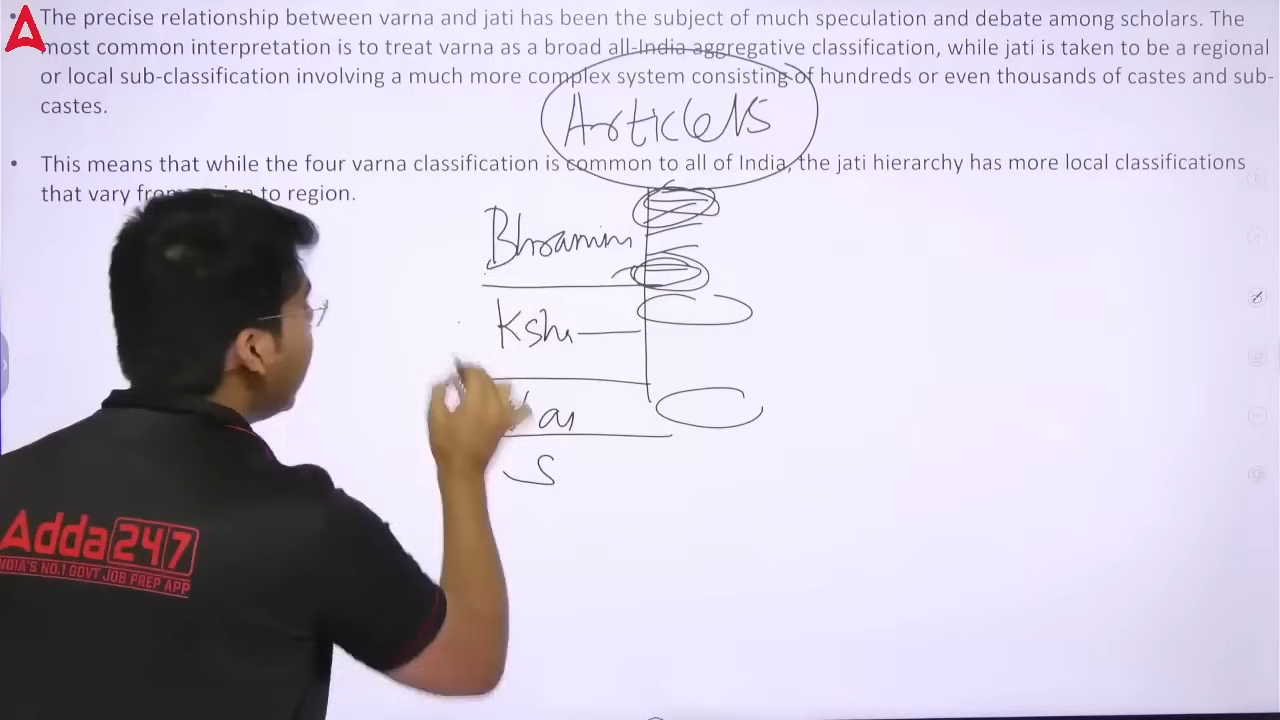 • The precise relationship between varna and jati has been the subject of much speculation and debate among scholars. The
most common interpretation is to treat varna as a broad all-India aggregative classification, while jati is taken to be a regional
or local sub-classification involving a much more complex system consisting of hundreds or even thousands of castes and sub-
castes.
Article 15
• This means that while the four varna classification is common to all of India, the jati hierarchy has more local classifications
that vary from to region.
Bhramin
Ksh
S
Adda247
INDIA'S NO.1 GOVT JOB PREP APP